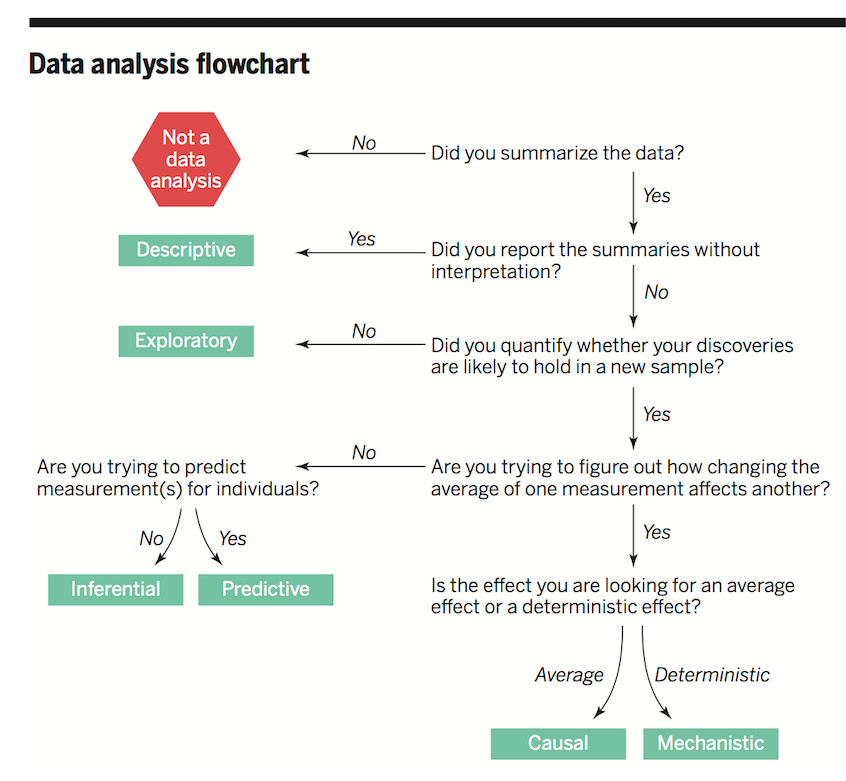 Data analysis flowchart
Not a
data
analysis
No
Did you summarize the data?
Yes
Descriptive
Yes
Did you report the summaries without
interpretation?
No
Exploratory
No
Did you quantify whether your discoveries
are likely to hold in a new sample?
Yes
Are you trying to predict
measurement(s) for individuals?
No
Are you trying to figure out how changing the
average of one measurement affects another?
No
Yes
Yes
Inferential
Predictive
Is the effect you are looking for an average
effect or a deterministic effect?
Average
Deterministic
Causal
Mechanistic